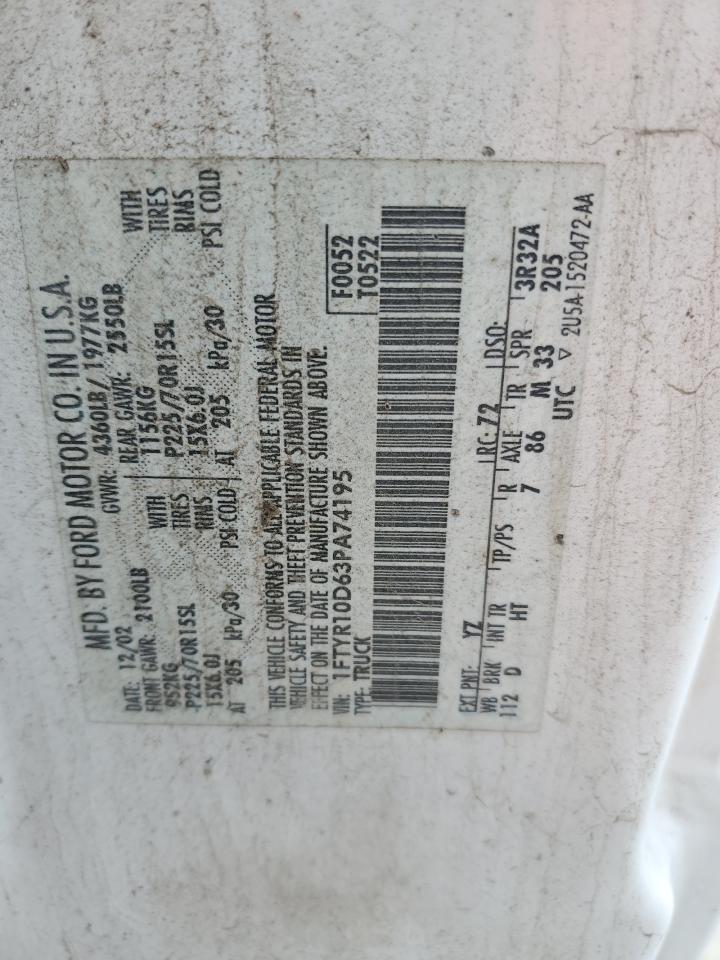 MFD. BY FORD MOTOR CO. IN U.S.A.
DATE: 12/02 GVWR: 4360LB/ 1977KG
FRONT GAWR: 2100LB REAR GAWR: 2550LB
952KG WITH 1156KG WITH
P225/70R15SL TIRES P225/70R15SL TIRES
15X6.0J RIMS 15X6.0J RIMS
AT 205 kPa/30 PSI COLD AT 205 kPa/30 PSI COLD
THIS VEHICLE CONFORMS TO ALL APPLICABLE FEDERAL MOTOR
VEHICLE SAFETY AND THEFT PREVENTION STANDARDS IN
EFFECT ON THE DATE OF MANUFACTURE SHOWN ABOVE.
VIN: 1FTYR10D63PA74195 F0052
TYPE: TRUCK T0522
EXT PNT: YZ RC: 72 DSO:
WB BRK INT TR TP/PS R AXLE TR SPR 3R32A
112 D HT 7 86 M 33 205
UTC ▽ 2U5A-1520472-AA